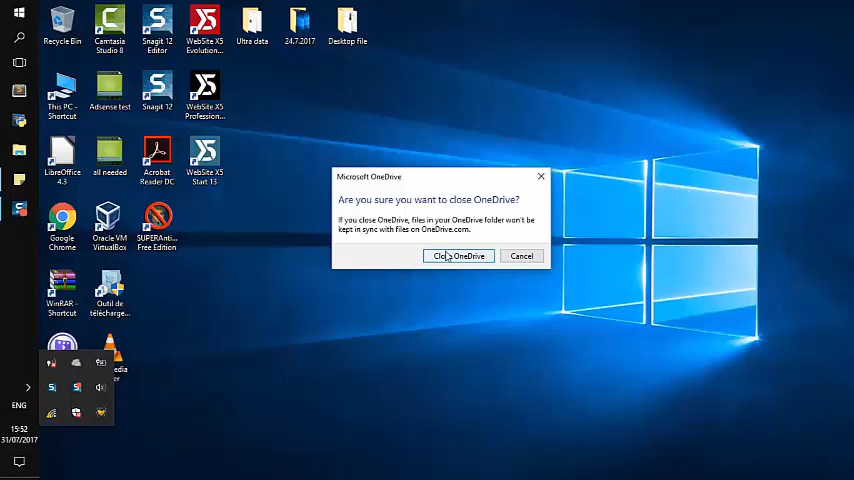 Recycle Bin
Camtasia
Studio 8
Snagit 12
Editor
WebSite X5
Evolution...
Ultra data
24.7.2017
Desktop file
This PC -
Shortcut
Adsense test
Snagit 12
WebSite X5
Profession...
LibreOffice
4.3
all needed
Acrobat
Reader DC
WebSite X5
Start 13
Google
Chrome
Oracle VM
VirtualBox
SUPERAnti...
Free Edition
WinRAR -
Shortcut
Outil de
télécharge...
Microsoft OneDrive
Are you sure you want to close OneDrive?
If you close OneDrive, files in your OneDrive folder won't be
kept in sync with files on OneDrive.com.
Close OneDrive
Cancel
ENG
15:52
31/07/2017